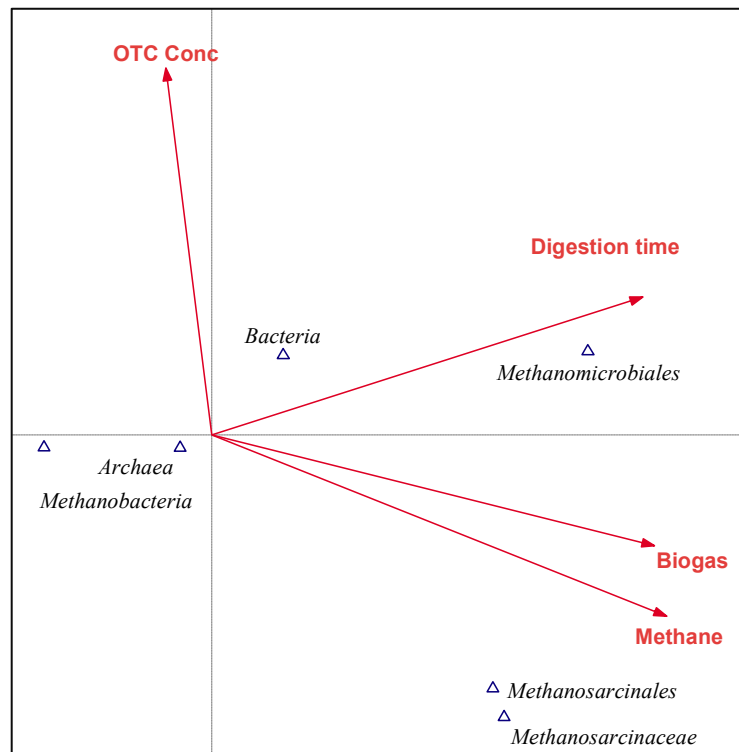 OTC Conc
Digestion time
Bacteria
Methanomicrobiales
Archaea
Methanobacteria
Biogas
Methane
Methanosarcinales
Methanosarcinaceae